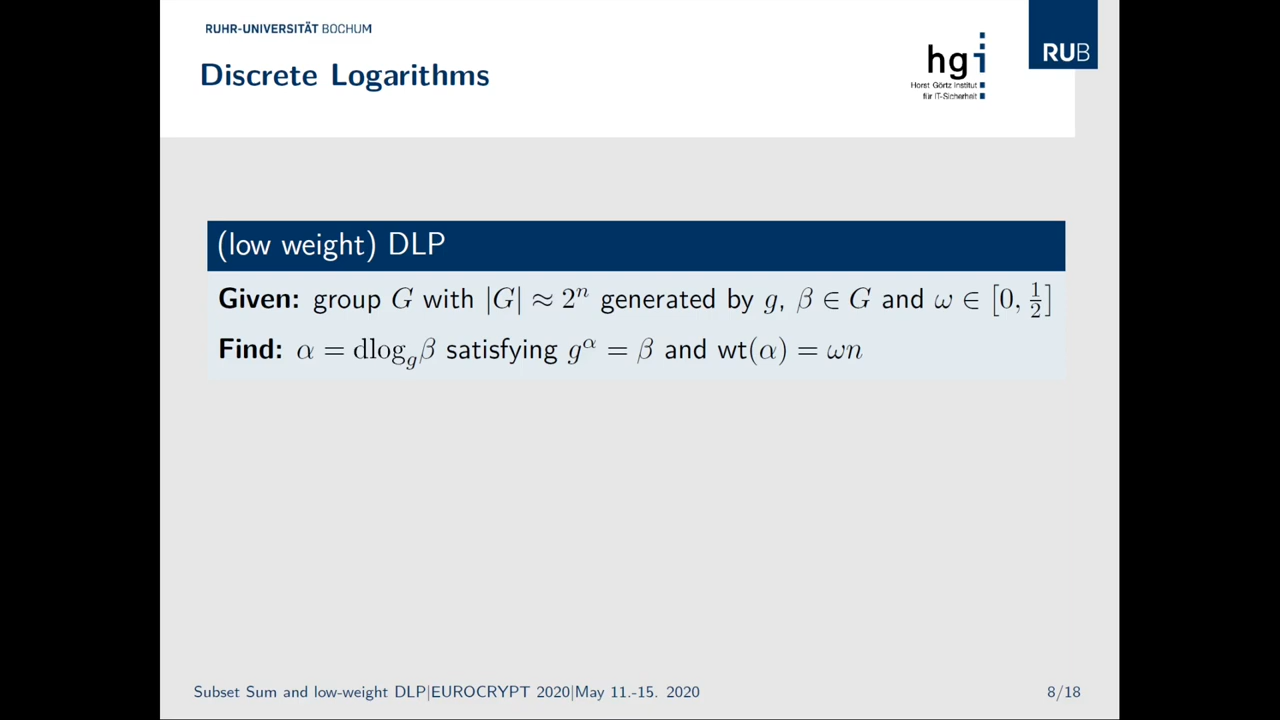 RUHR-UNIVERSITÄT BOCHUM
Discrete Logarithms
hgi
Horst Görtz Institut
für IT-Sicherheit
RUB
(low weight) DLP
Given: group G with |G| ≈ 2ⁿ generated by g, β ∈ G and ω ∈ [0, 1/2]
Find: α = dlog_g β satisfying g^α = β and wt(α) = ωn
Subset Sum and low-weight DLP|EUROCRYPT 2020|May 11.-15. 2020
8/18